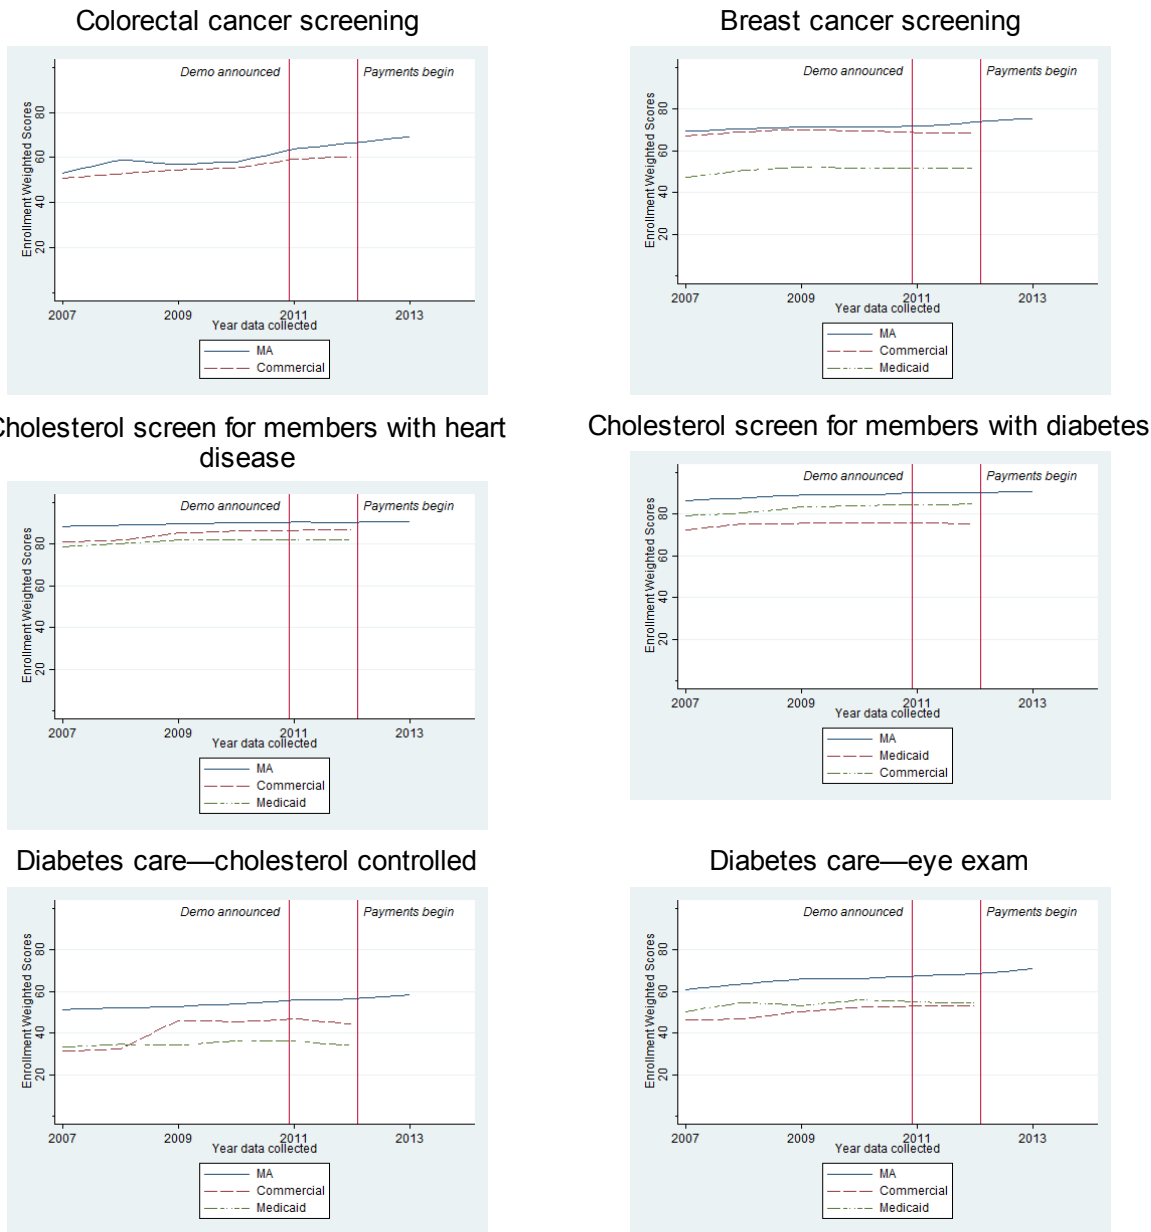 Colorectal cancer screening
Demo announced
Payments begin
Enrollment Weighted Scores
80
60
40
20
2007
2009
2011
2013
Year data collected
MA
Commercial
Breast cancer screening
Demo announced
Payments begin
Enrollment Weighted Scores
80
60
40
20
2007
2009
2011
2013
Year data collected
MA
Commercial
Medicaid
Cholesterol screen for members with heart
disease
Demo announced
Payments begin
Enrollment Weighted Scores
80
60
40
20
2007
2009
2011
2013
Year data collected
MA
Commercial
Medicaid
Cholesterol screen for members with diabetes
Demo announced
Payments begin
Enrollment Weighted Scores
80
60
40
20
2007
2009
2011
2013
Year data collected
MA
Medicaid
Commercial
Diabetes care—cholesterol controlled
Demo announced
Payments begin
Enrollment Weighted Scores
80
60
40
20
2007
2009
2011
2013
Year data collected
MA
Commercial
Medicaid
Diabetes care—eye exam
Demo announced
Payments begin
Enrollment Weighted Scores
80
60
40
20
2007
2009
2011
2013
Year data collected
MA
Commercial
Medicaid